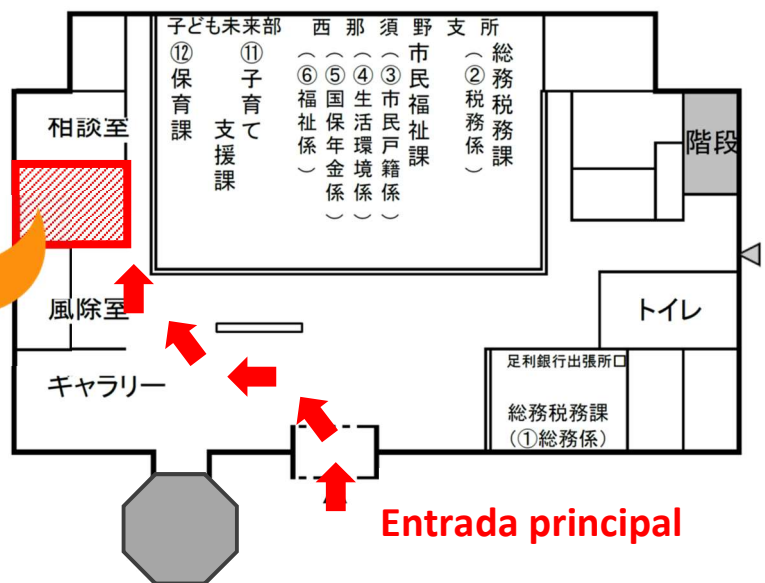 子ども未来部
西那須野支所
⑫保育課
⑪子育て
支援課
（⑥福祉係）
（⑤国保年金係）
（④生活環境係）
（③市民戸籍係）
市民福祉課
（②税務係）
総務税務課
相談室
階段
風除室
トイレ
ギャラリー
足利銀行出張所口
総務税務課
（①総務係）
Entrada principal